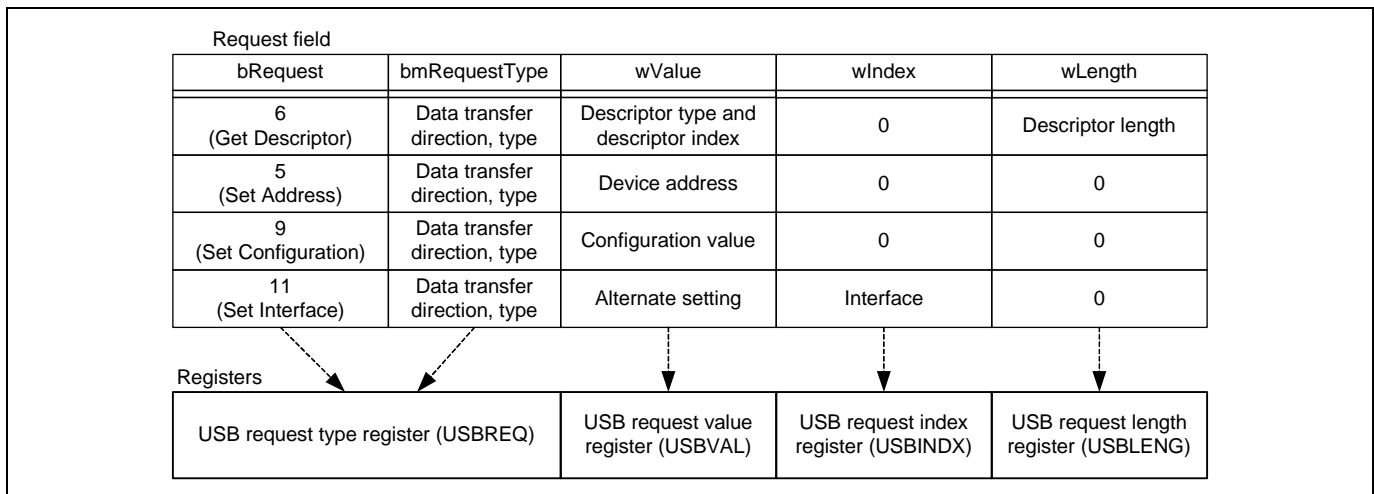 Request field
bRequest bmRequestType wValue wIndex wLength
6
(Get Descriptor)
Data transfer
direction, type
Descriptor type and
descriptor index
0
Descriptor length
5
(Set Address)
Data transfer
direction, type
Device address
0
0
9
(Set Configuration)
Data transfer
direction, type
Configuration value
0
0
11
(Set Interface)
Data transfer
direction, type
Alternate setting
Interface
0
Registers
USB request type register (USBREQ)
USB request value
register (USBVAL)
USB request index
register (USBINDX)
USB request length
register (USBLENG)